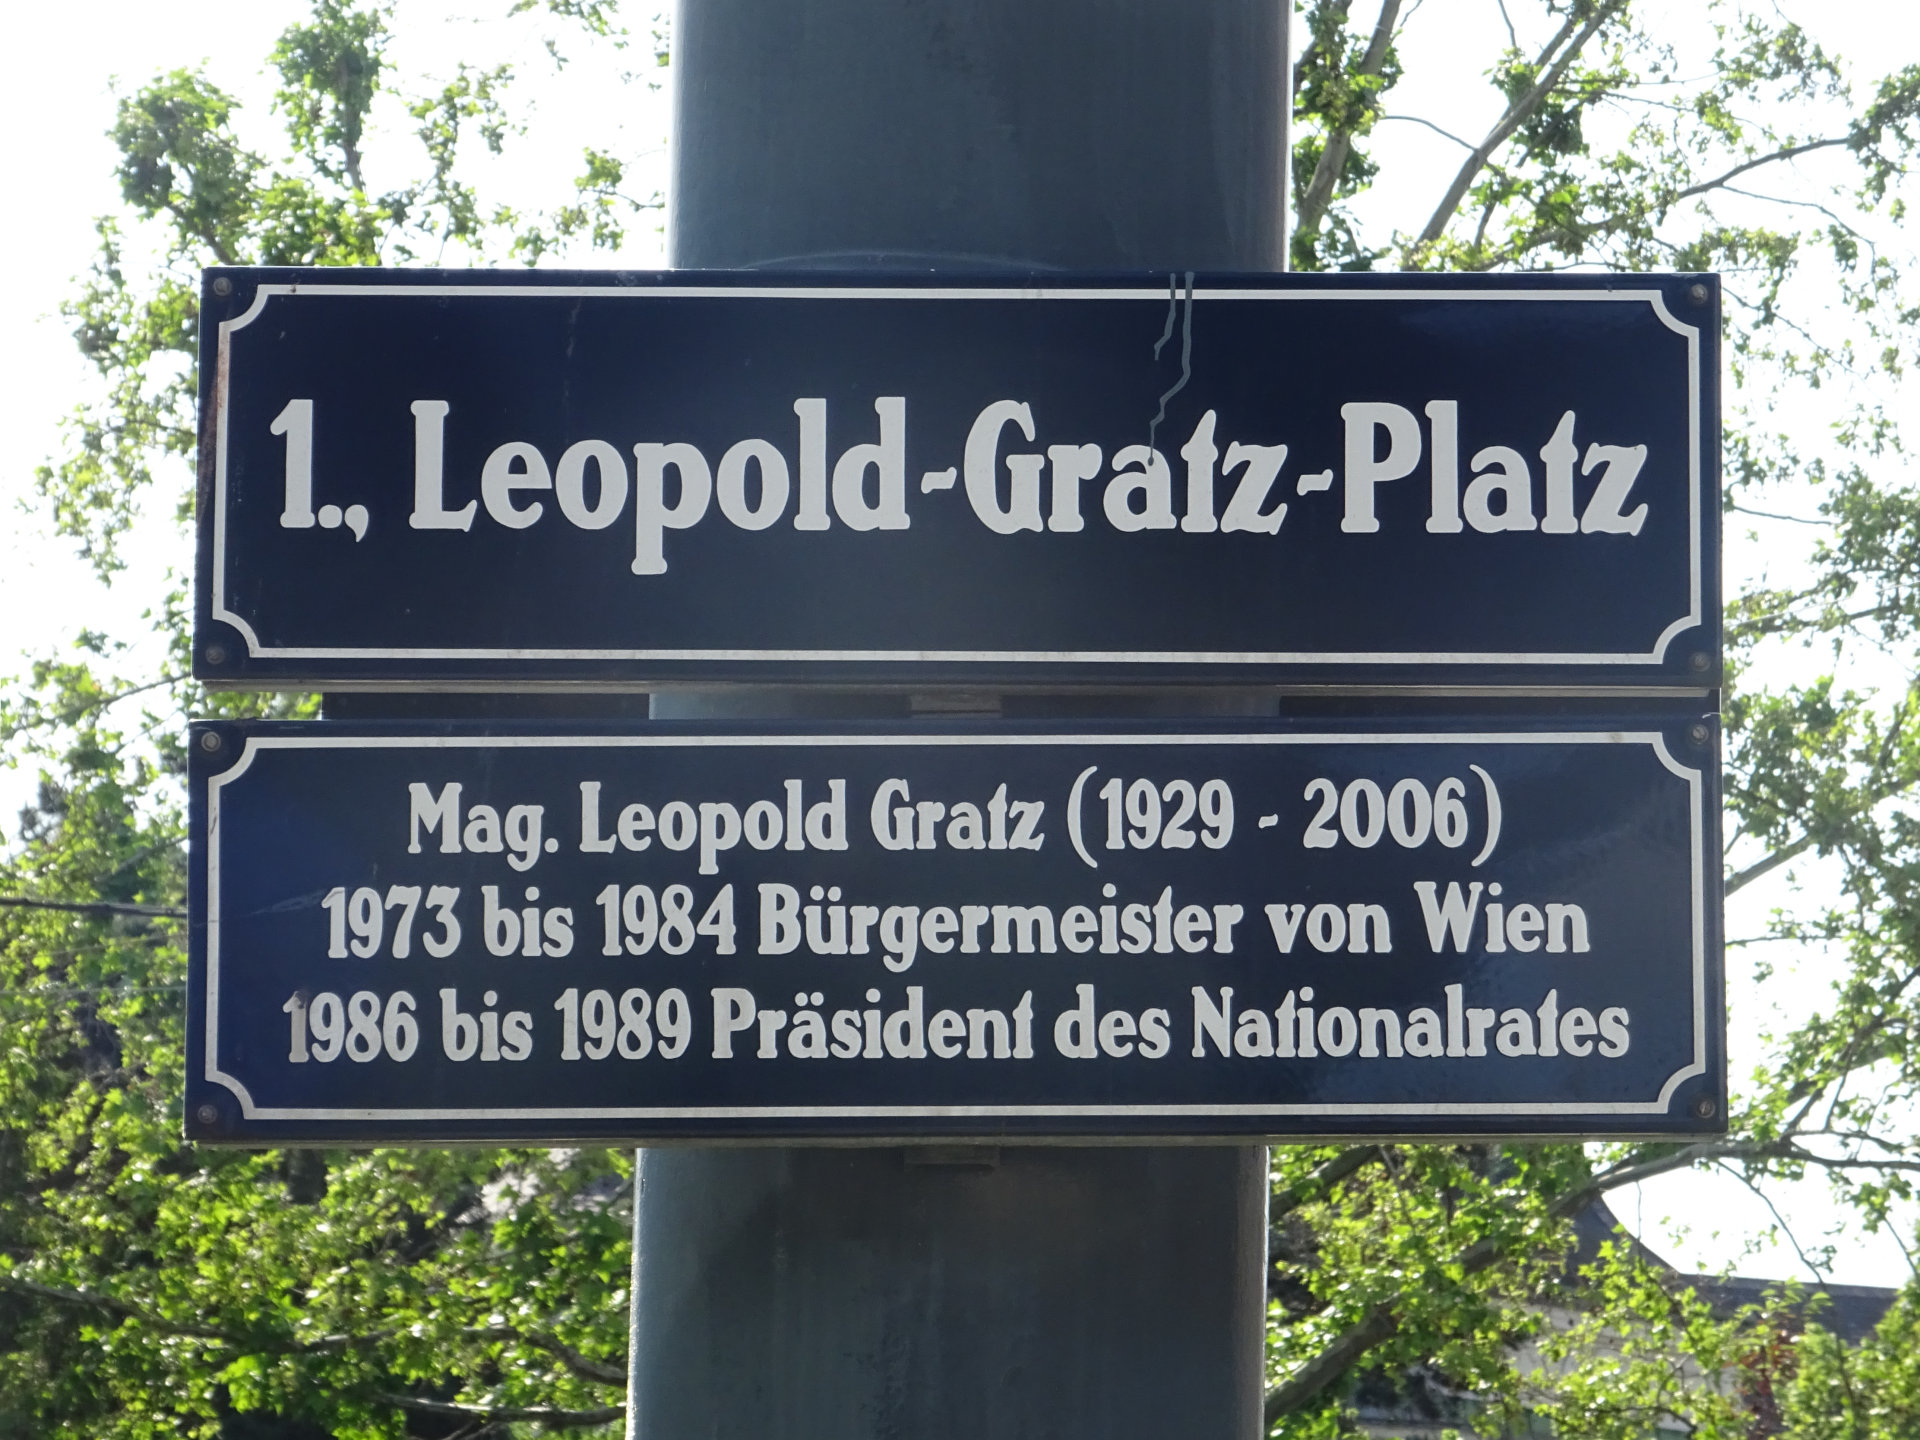 1., Leopold-Gratz-Platz
Mag. Leopold Gratz (1929 - 2006)
1973 bis 1984 Bürgermeister von Wien
1986 bis 1989 Präsident des Nationalrates